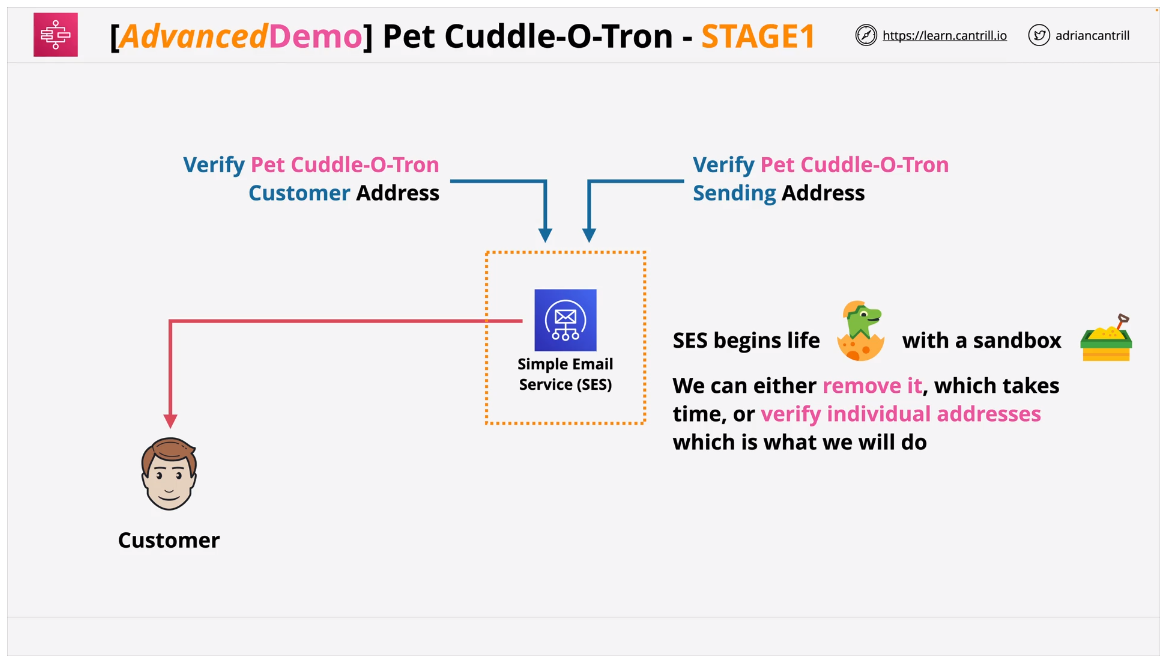 [AdvancedDemo] Pet Cuddle-O-Tron - STAGE1
https://learn.cantrill.io
adriancantrill
Verify Pet Cuddle-O-Tron
Customer Address
Verify Pet Cuddle-O-Tron
Sending Address
Simple Email
Service (SES)
SES begins life with a sandbox
We can either remove it, which takes
time, or verify individual addresses
which is what we will do
Customer